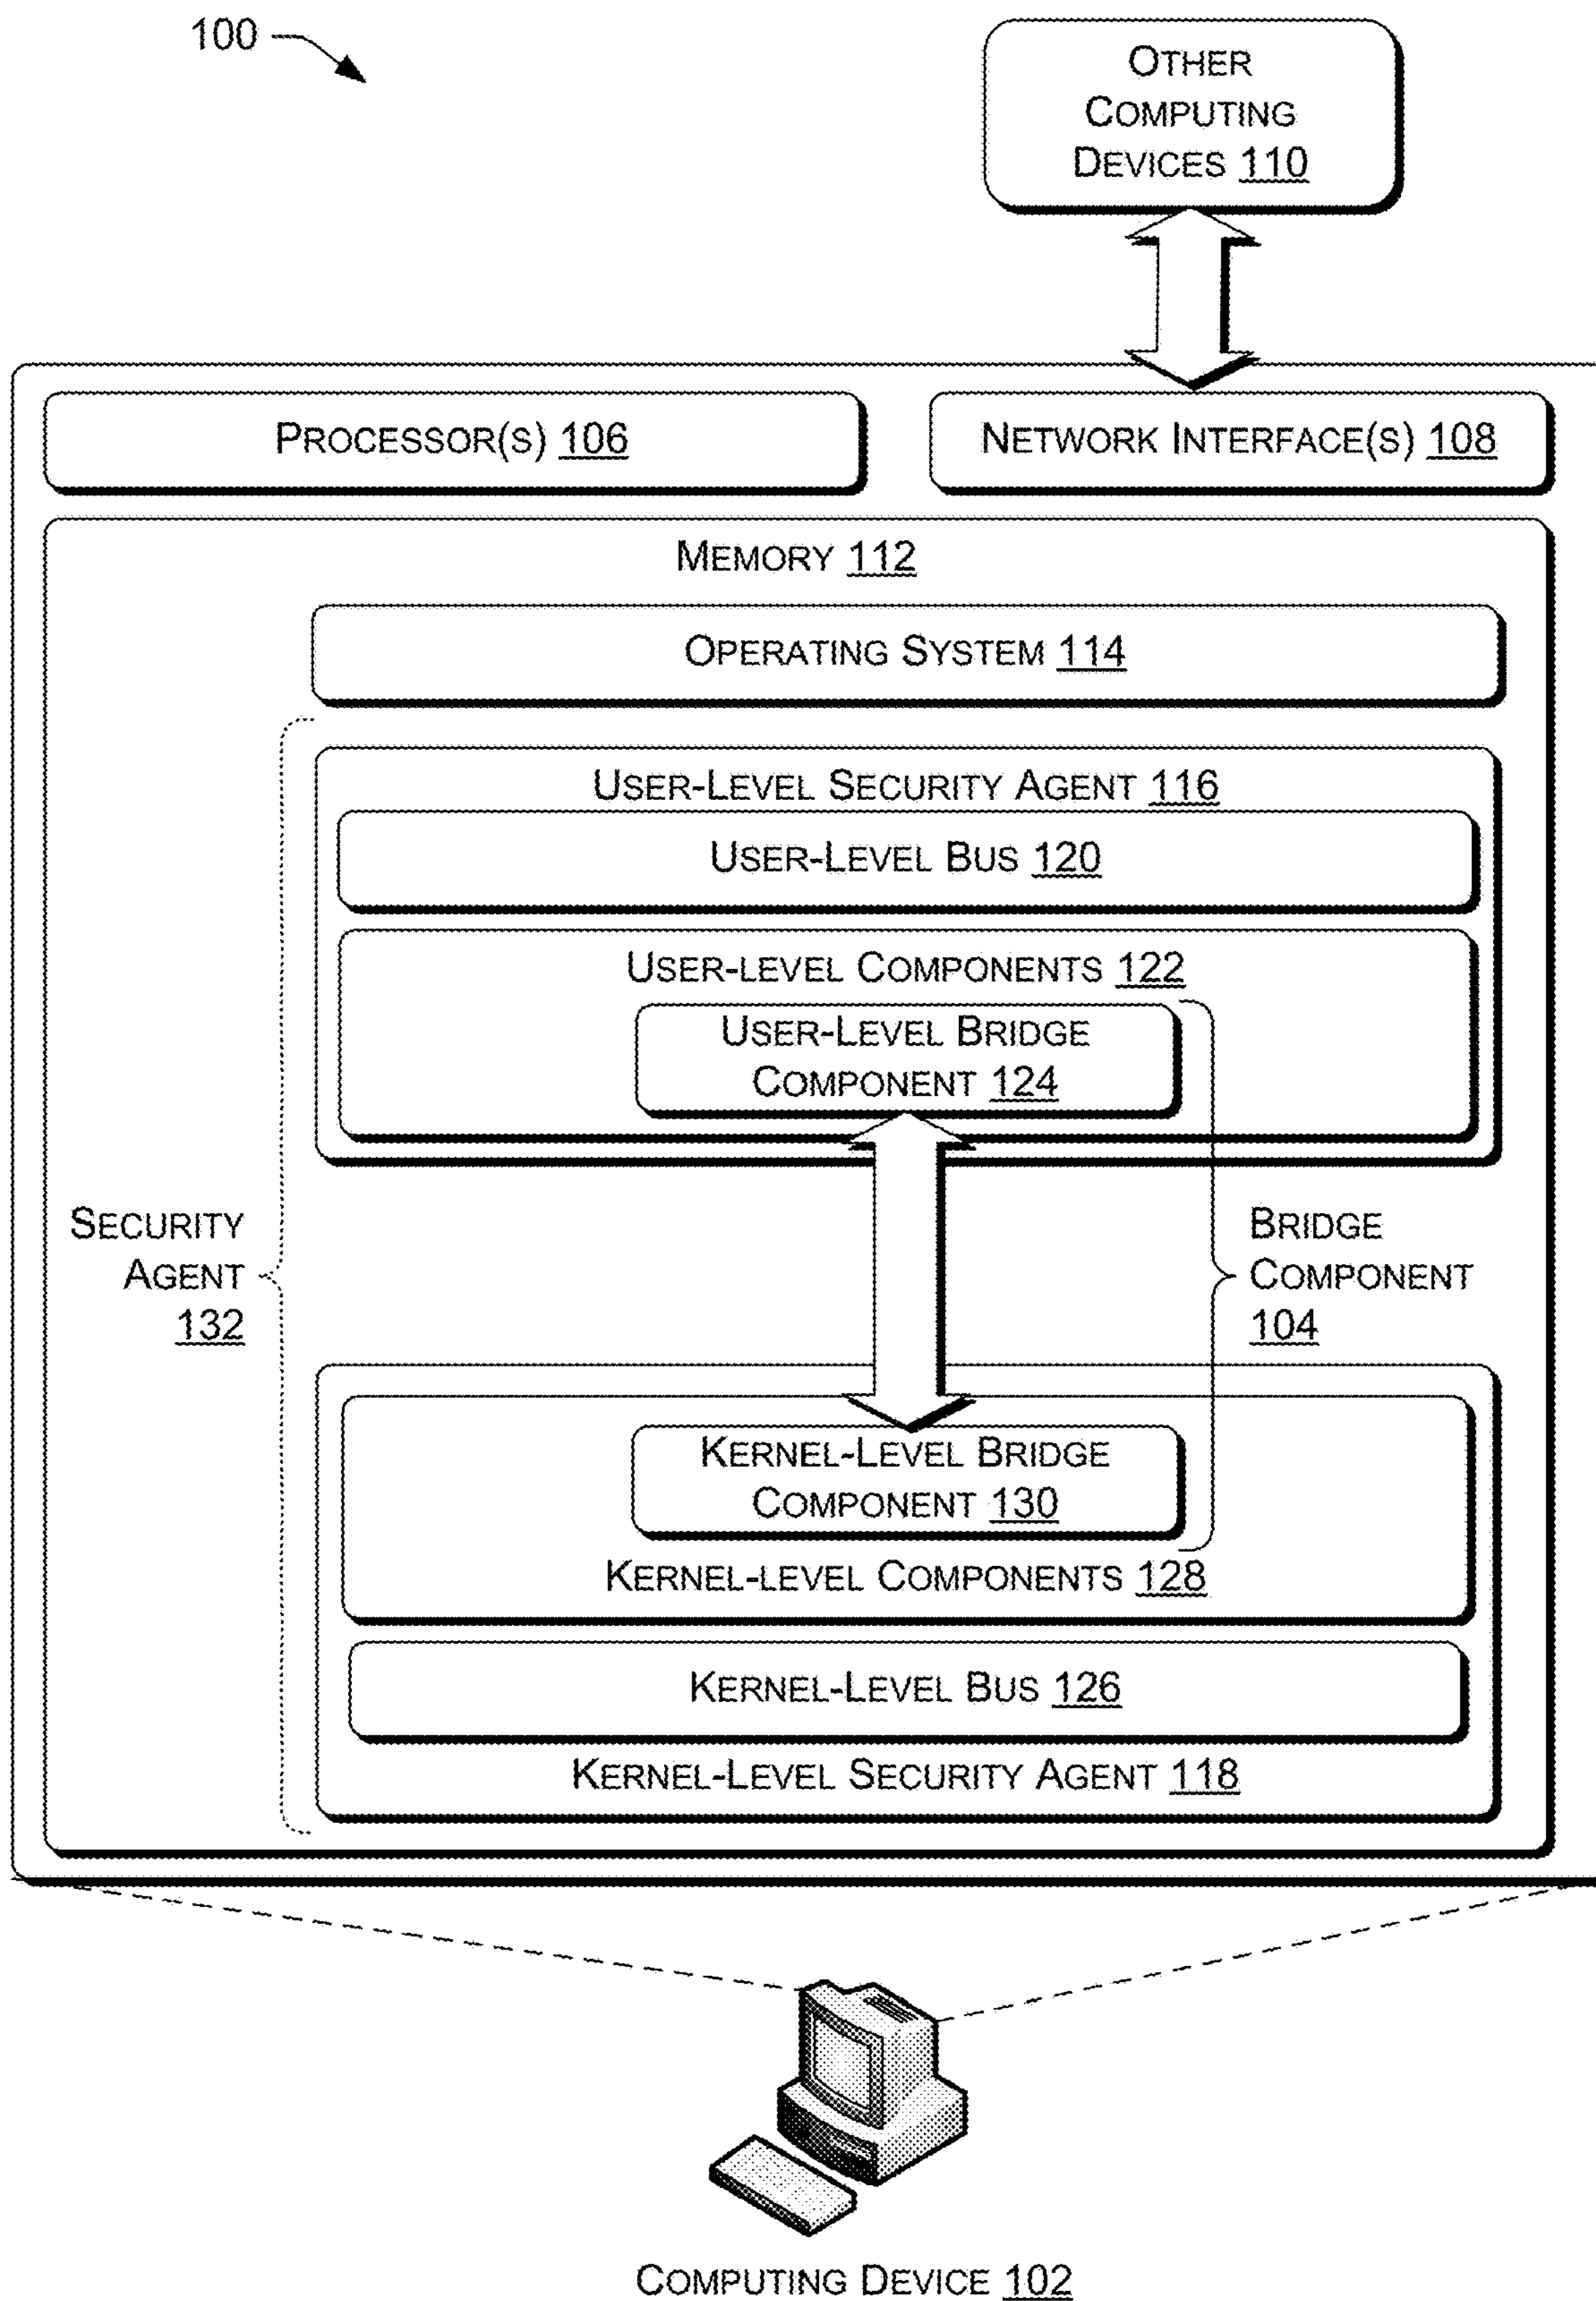 100
OTHER
COMPUTING
DEVICES 110
PROCESSOR(S) 106
NETWORK INTERFACE(S) 108
MEMORY 112
OPERATING SYSTEM 114
USER-LEVEL SECURITY AGENT 116
USER-LEVEL BUS 120
USER-LEVEL COMPONENTS 122
USER-LEVEL BRIDGE
COMPONENT 124
SECURITY
AGENT
132
BRIDGE
COMPONENT
104
KERNEL-LEVEL BRIDGE
COMPONENT 130
KERNEL-LEVEL COMPONENTS 128
KERNEL-LEVEL BUS 126
KERNEL-LEVEL SECURITY AGENT 118
COMPUTING DEVICE 102